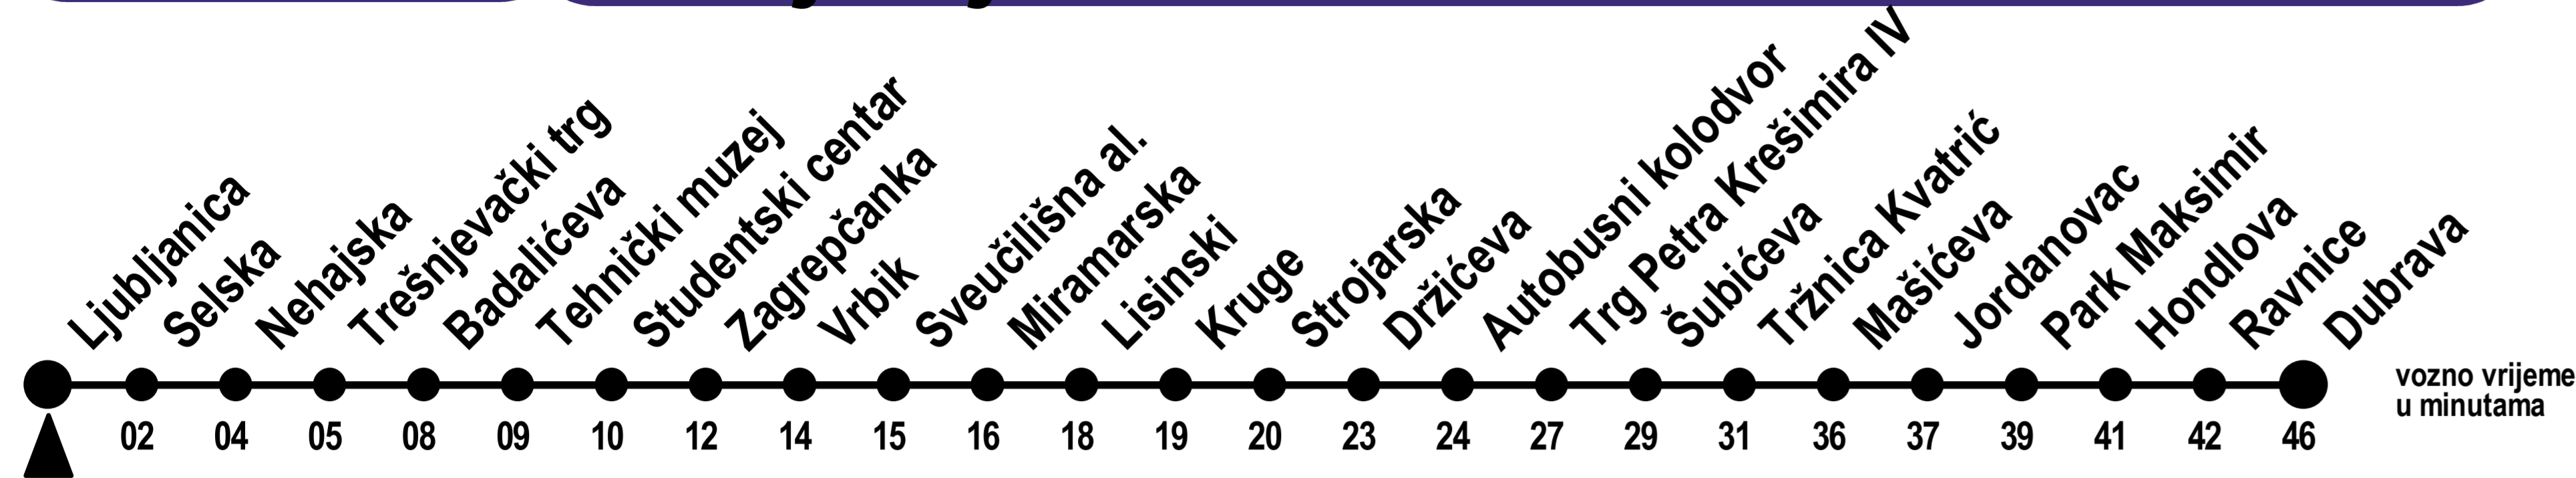 Ljubljanica
Selska
Nehajska
Trešnjevački trg
Badalićeva
Tehnički muzej
Studentski centar
Zagrepčanka
Vrbik
Sveučilišna al.
Miramarska
Lisinski
Kruge
Strojarska
Držićeva
Autobusni kolodvor
Trg Petra Krešimira IV
Šubićeva
Tržnica Kvatrić
Mašićeva
Jordanovac
Park Maksimir
Hondlova
Ravnice
Dubrava
vozno vrijeme
u minutama
02 04 05 08 09 10 12 14 15 16 18 19 20 23 24 27 29 31 36 37 39 41 42 46